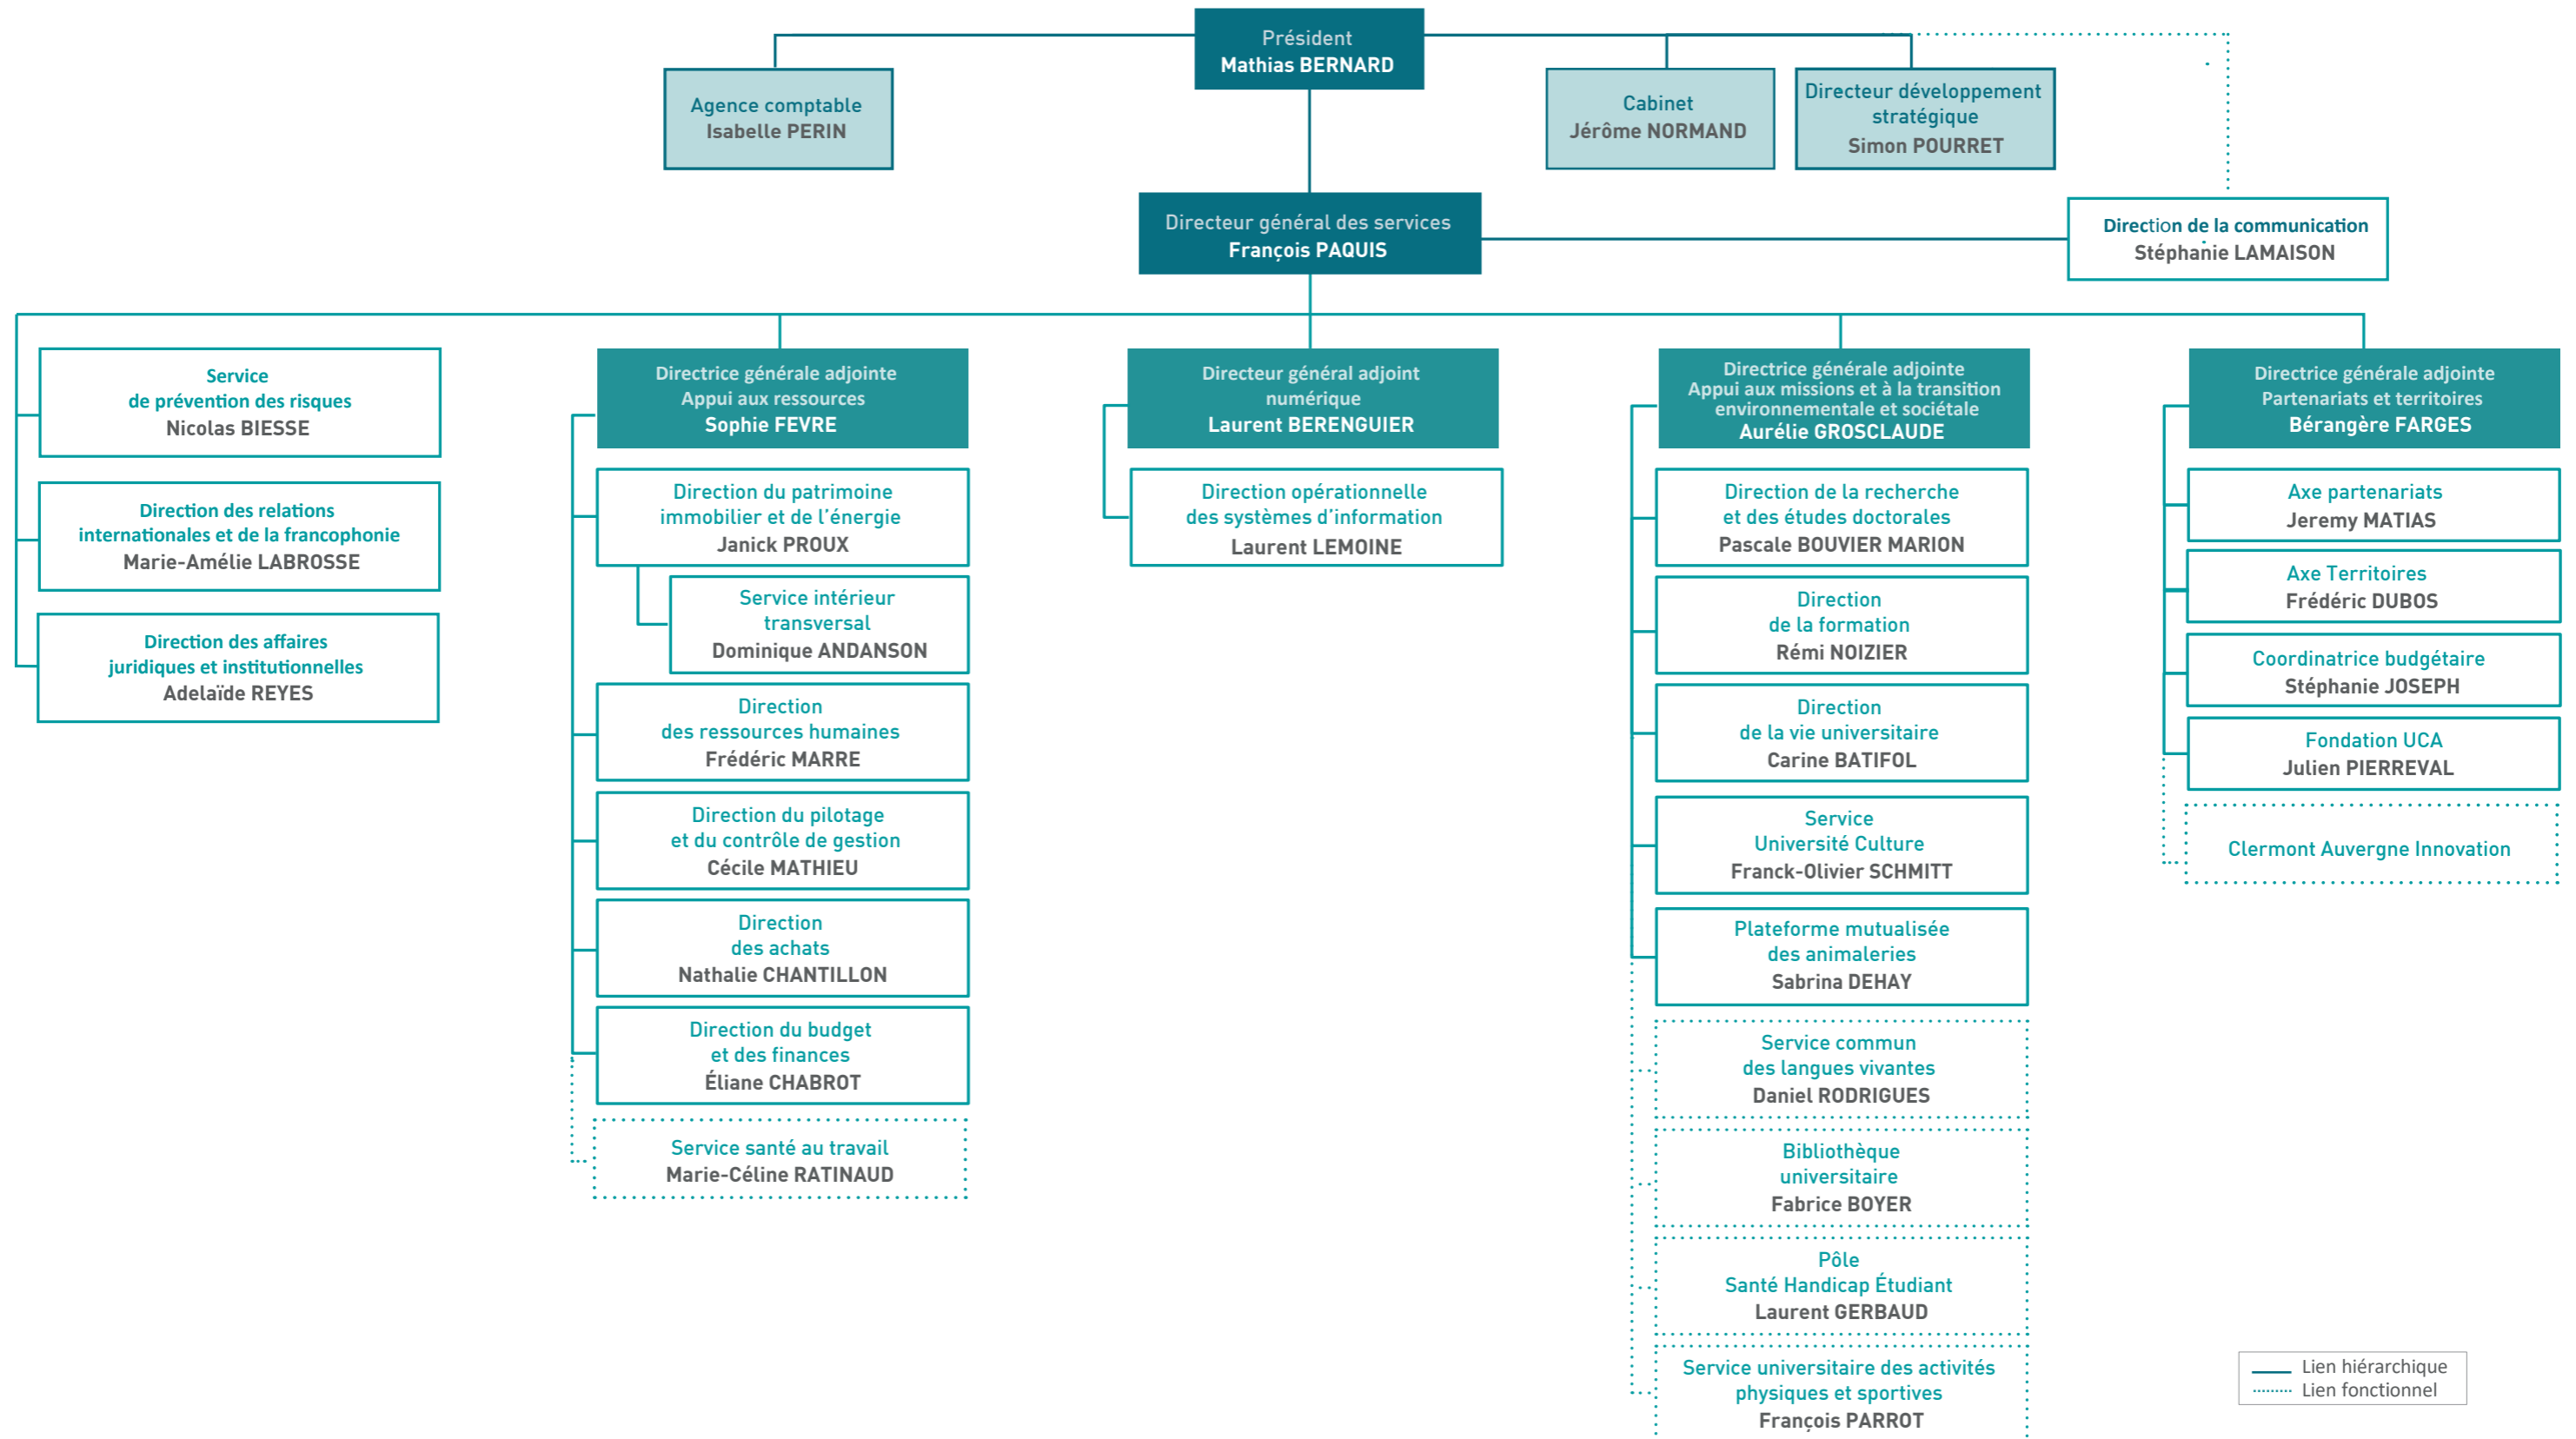 Président
Mathias BERNARD
Agence comptable
Isabelle PERIN
Cabinet
Jérôme NORMAND
Directeur développement
stratégique
Simon POURRET
Directeur général des services
François PAQUIS
Direction de la communication
Stéphanie LAMAISON
Service
de prévention des risques
Nicolas BIESSE
Direction des relations
internationales et de la francophonie
Marie-Amélie LABROSSE
Direction des affaires
juridiques et institutionnelles
Adelaïde REYES
Directrice générale adjointe
Appui aux ressources
Sophie FEVRE
Direction du patrimoine
immobilier et de l'énergie
Janick PROUX
Service intérieur
transversal
Dominique ANDANSON
Direction
des ressources humaines
Frédéric MARRE
Direction du pilotage
et du contrôle de gestion
Cécile MATHIEU
Direction
des achats
Nathalie CHANTILLON
Direction du budget
et des finances
Éliane CHABROT
Service santé au travail
Marie-Céline RATINAUD
Directeur général adjoint
numérique
Laurent BERENGUIER
Direction opérationnelle
des systèmes d'information
Laurent LEMOINE
Directrice générale adjointe
Appui aux missions et à la transition
environnementale et sociétale
Aurélie GROSCLAUDE
Direction de la recherche
et des études doctorales
Pascale BOUVIER MARION
Direction
de la formation
Rémi NOIZIER
Direction
de la vie universitaire
Carine BATIFOL
Service
Université Culture
Franck-Olivier SCHMITT
Plateforme mutualisée
des animaleries
Sabrina DEHAY
Service commun
des langues vivantes
Daniel RODRIGUES
Bibliothèque
universitaire
Fabrice BOYER
Pôle
Santé Handicap Étudiant
Laurent GERBAUD
Service universitaire des activités
physiques et sportives
François PARROT
Directrice générale adjointe
Partenariats et territoires
Bérangère FARGES
Axe partenariats
Jeremy MATIAS
Axe Territoires
Frédéric DUBOS
Coordinatrice budgétaire
Stéphanie JOSEPH
Fondation UCA
Julien PIERREVAL
Clermont Auvergne Innovation
Lien hiérarchique
Lien fonctionnel